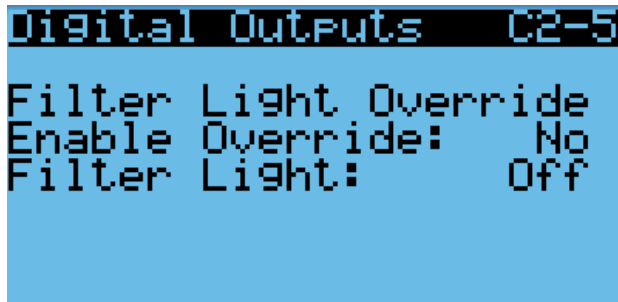 Digital Outputs C2-5
Filter Light Override
Enable Override: No
Filter Light: Off